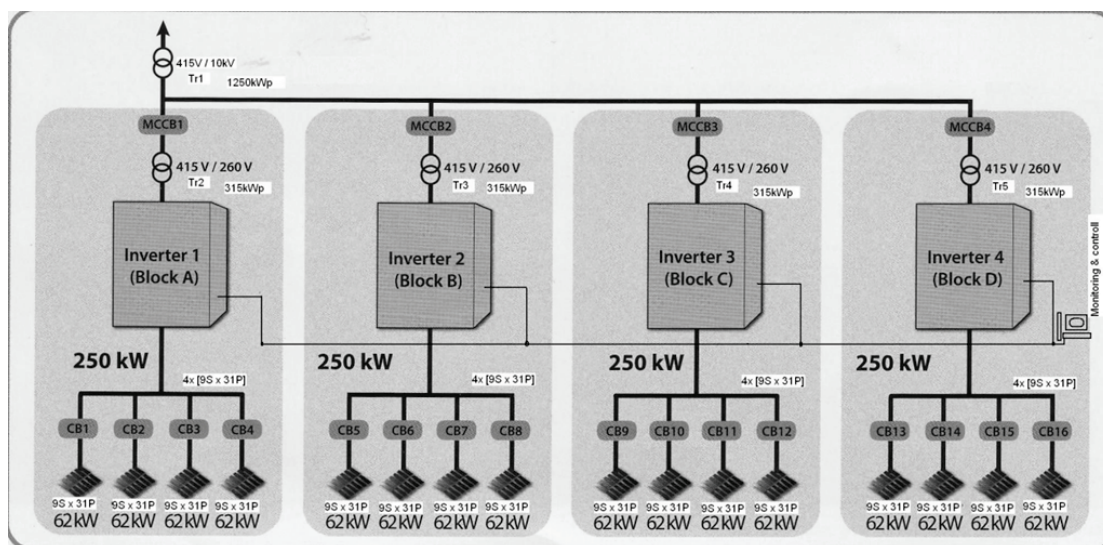 415V / 10kV
Tr1 1250kWp
MCCB1 MCCB2 MCCB3 MCCB4
415 V / 260 V 415 V / 260 V 415 V / 260 V 415 V / 260 V
Tr2 315kWp Tr3 315kWp Tr4 315kWp Tr5 315kWp
Inverter 1 Inverter 2 Inverter 3 Inverter 4
(Block A) (Block B) (Block C) (Block D)
Monitoring & controll
250 kW 250 kW 250 kW 250 kW
4x [9S x 31P] 4x [9S x 31P] 4x [9S x 31P] 4x [9S x 31P]
CB1 CB2 CB3 CB4 CB5 CB6 CB7 CB8 CB9 CB10 CB11 CB12 CB13 CB14 CB15 CB16
9S x 31P 9S x 31P 9S x 31P 9S x 31P 9S x 31P 9S x 31P 9S x 31P 9S x 31P 9S x 31P 9S x 31P 9S x 31P 9S x 31P 9S x 31P 9S x 31P 9S x 31P 9S x 31P
62kW 62kW 62kW 62kW 62kW 62kW 62kW 62kW 62kW 62kW 62kW 62kW 62kW 62kW 62kW 62kW